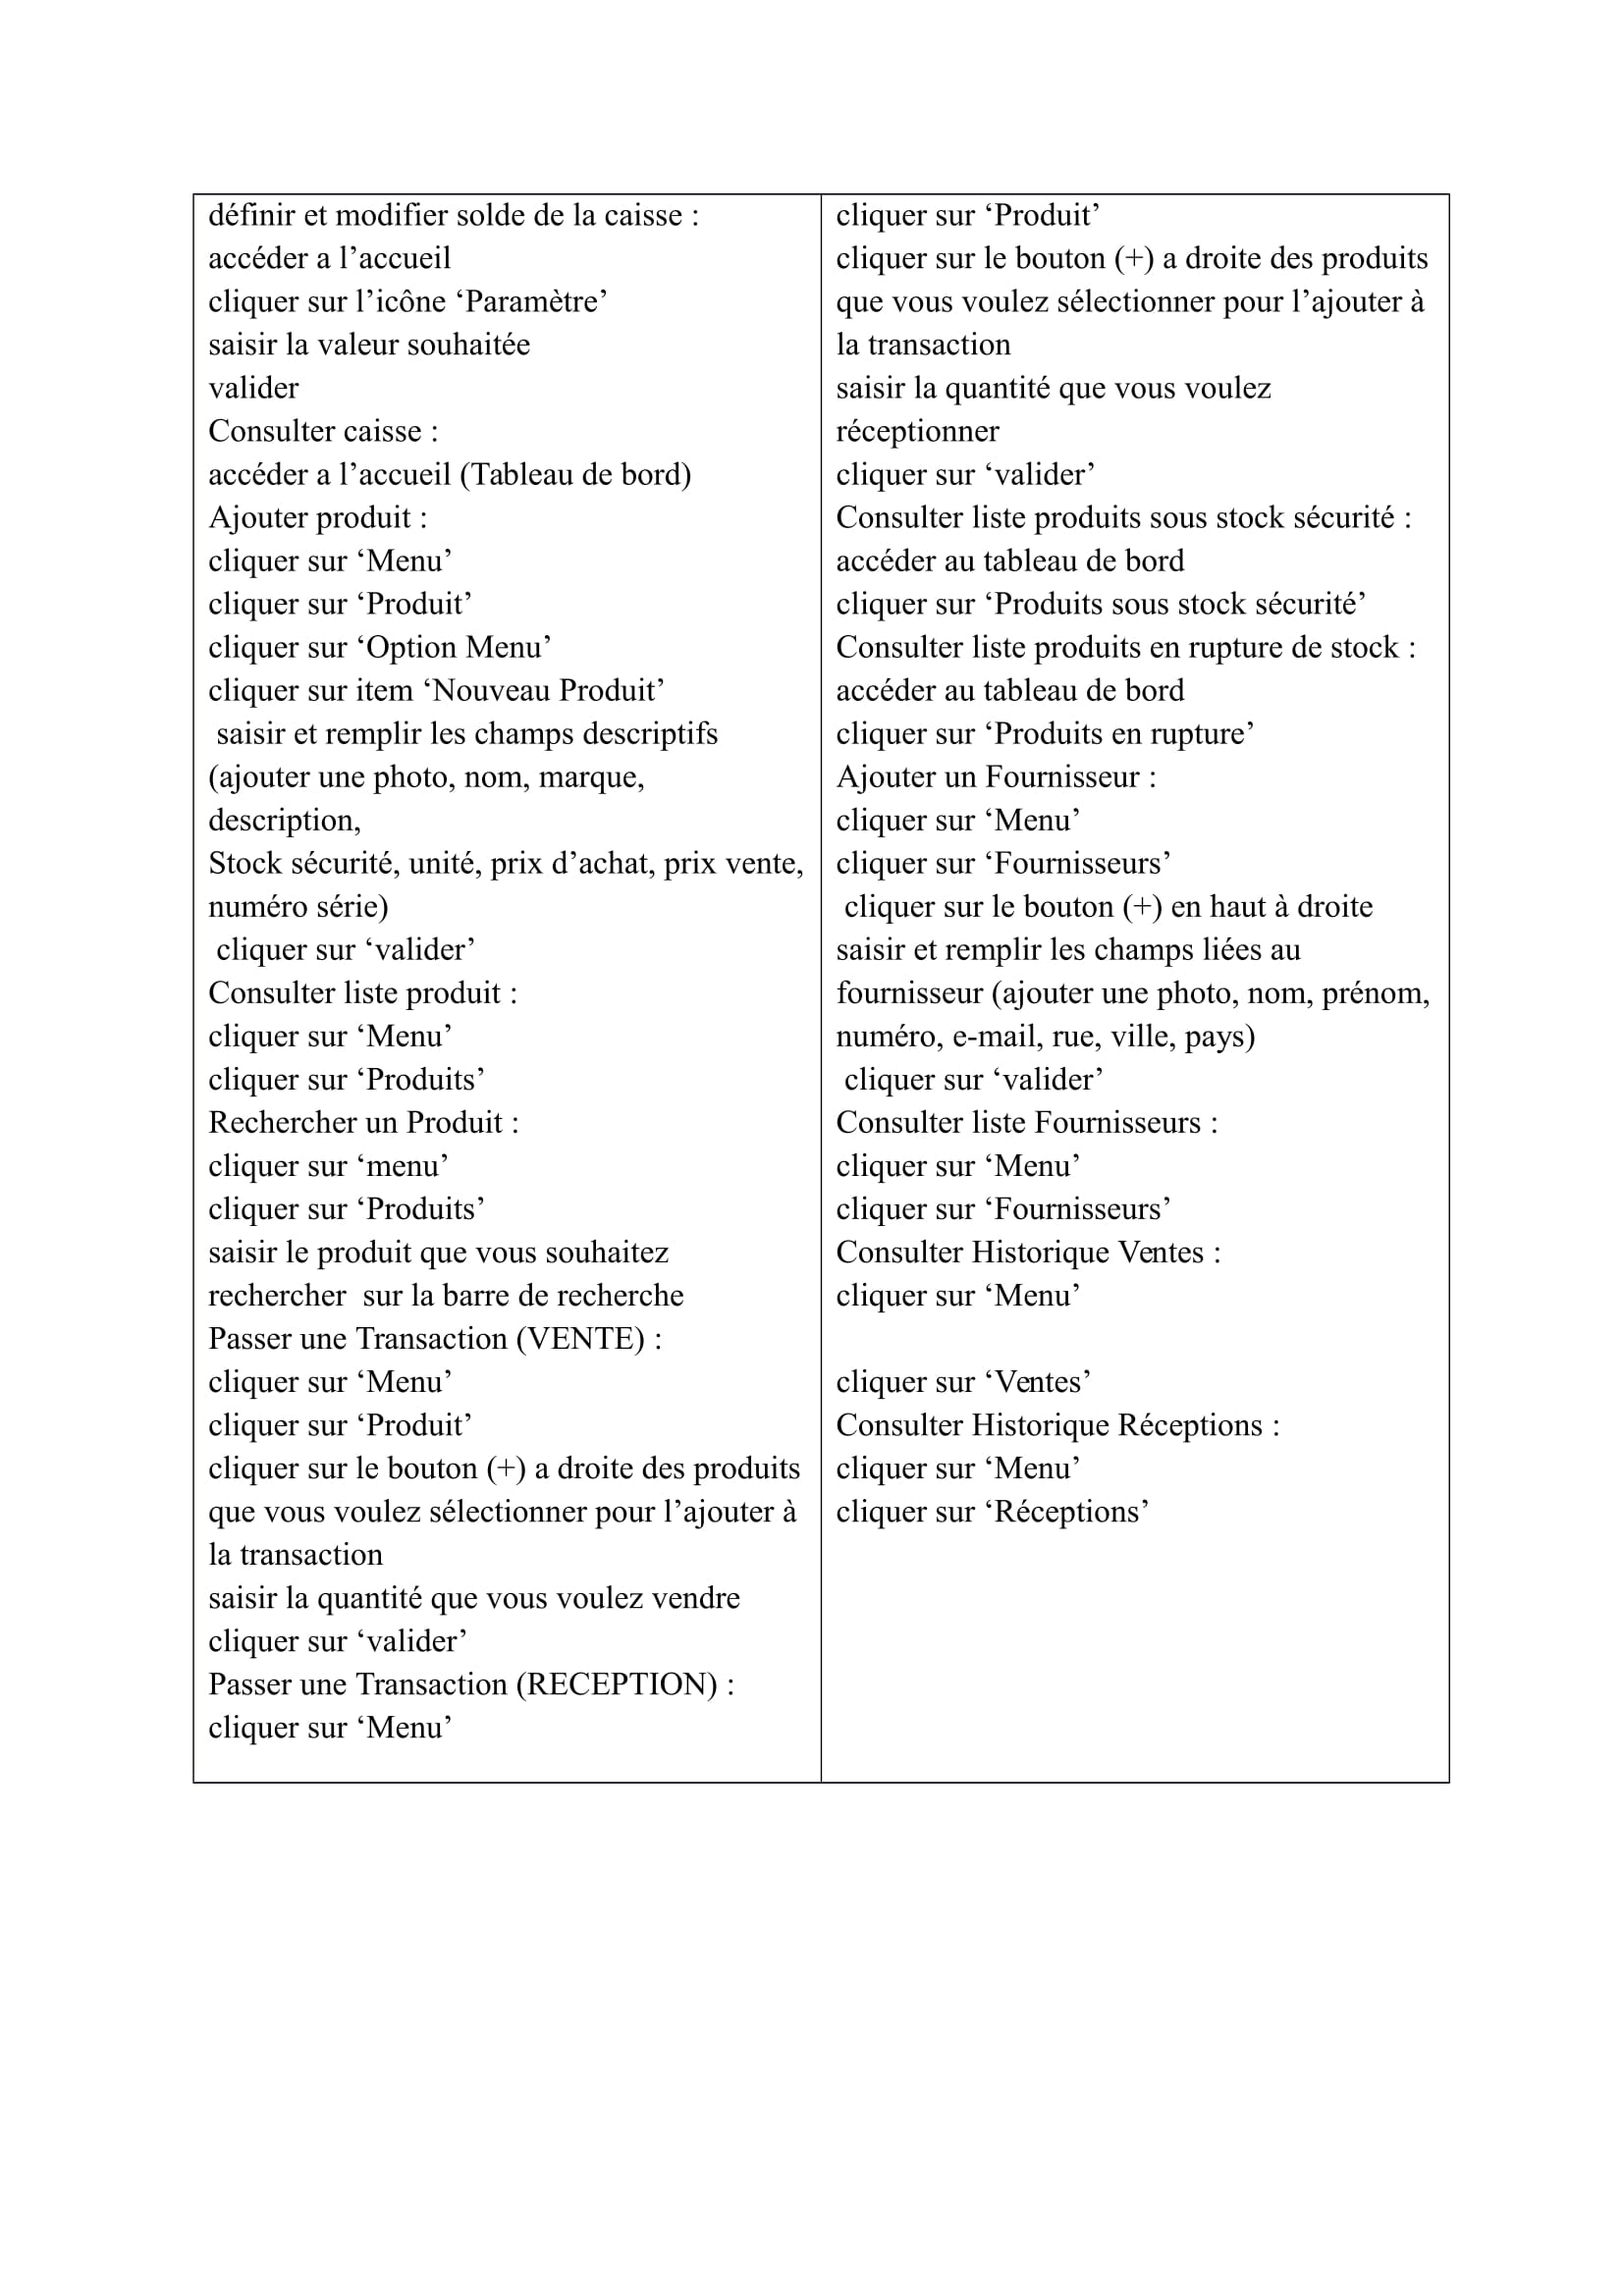 définir et modifier solde de la caisse :
accéder a l’accueil
cliquer sur l’icône ‘Paramètre’
saisir la valeur souhaitée
valider
Consulter caisse :
accéder a l’accueil (Tableau de bord)
Ajouter produit :
cliquer sur ‘Menu’
cliquer sur ‘Produit’
cliquer sur ‘Option Menu’
cliquer sur item ‘Nouveau Produit’
saisir et remplir les champs descriptifs
(ajouter une photo, nom, marque,
description,
Stock sécurité, unité, prix d’achat, prix vente,
numéro série)
cliquer sur ‘valider’
Consulter liste produit :
cliquer sur ‘Menu’
cliquer sur ‘Produits’
Rechercher un Produit :
cliquer sur ‘menu’
cliquer sur ‘Produits’
saisir le produit que vous souhaitez
rechercher  sur la barre de recherche
Passer une Transaction (VENTE) :
cliquer sur ‘Menu’
cliquer sur ‘Produit’
cliquer sur le bouton (+) a droite des produits
que vous voulez sélectionner pour l’ajouter à
la transaction
saisir la quantité que vous voulez vendre
cliquer sur ‘valider’
Passer une Transaction (RECEPTION) :
cliquer sur ‘Menu’
cliquer sur ‘Produit’
cliquer sur le bouton (+) a droite des produits
que vous voulez sélectionner pour l’ajouter à
la transaction
saisir la quantité que vous voulez
réceptionner
cliquer sur ‘valider’
Consulter liste produits sous stock sécurité :
accéder au tableau de bord
cliquer sur ‘Produits sous stock sécurité’
Consulter liste produits en rupture de stock :
accéder au tableau de bord
cliquer sur ‘Produits en rupture’
Ajouter un Fournisseur :
cliquer sur ‘Menu’
cliquer sur ‘Fournisseurs’
cliquer sur le bouton (+) en haut à droite
saisir et remplir les champs liées au
fournisseur (ajouter une photo, nom, prénom,
numéro, e-mail, rue, ville, pays)
cliquer sur ‘valider’
Consulter liste Fournisseurs :
cliquer sur ‘Menu’
cliquer sur ‘Fournisseurs’
Consulter Historique Ventes :
cliquer sur ‘Menu’
cliquer sur ‘Ventes’
Consulter Historique Réceptions :
cliquer sur ‘Menu’
cliquer sur ‘Réceptions’